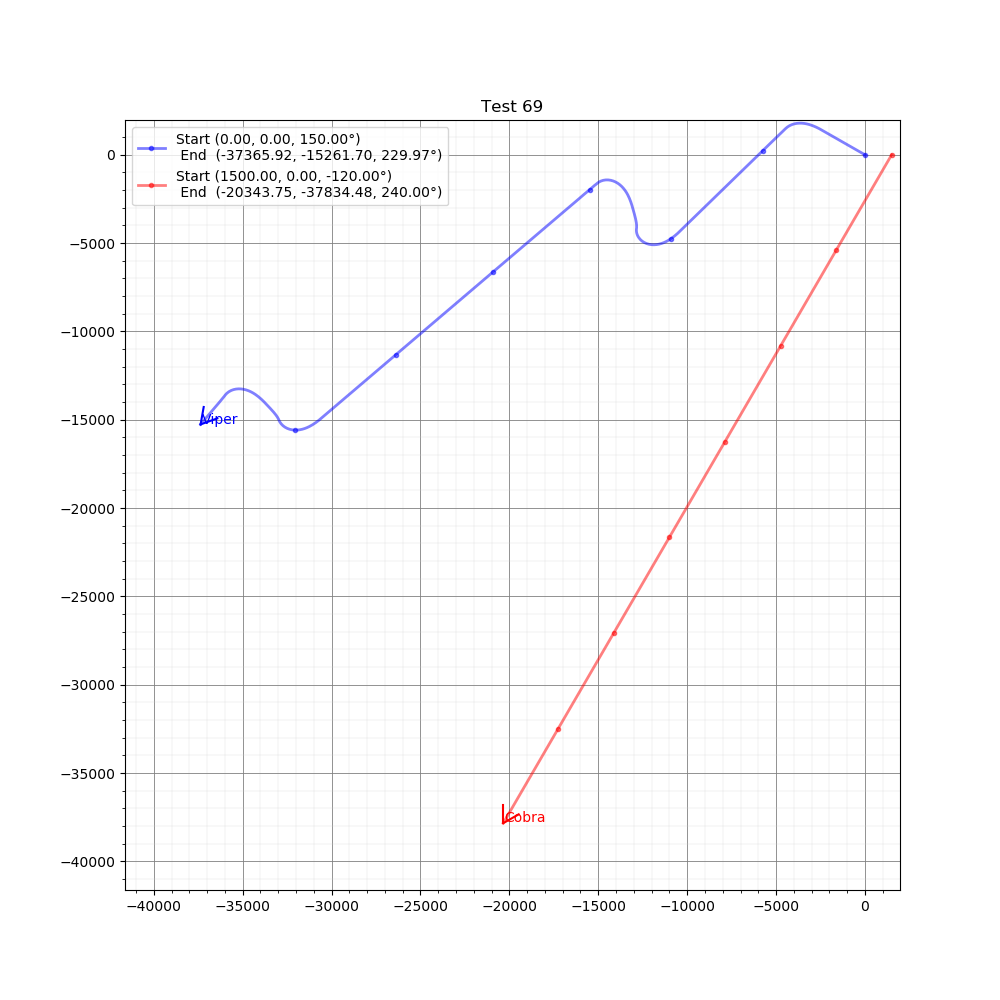 Test 69
Start (0.00, 0.00, 150.00°)
End (-37365.92, -15261.70, 229.97°)
Start (1500.00, 0.00, -120.00°)
End (-20343.75, -37834.48, 240.00°)
0
−5000
−10000
−15000
−20000
−25000
−30000
−35000
−40000
Viper
Cobra
−40000 −35000 −30000 −25000 −20000 −15000 −10000 −5000 0